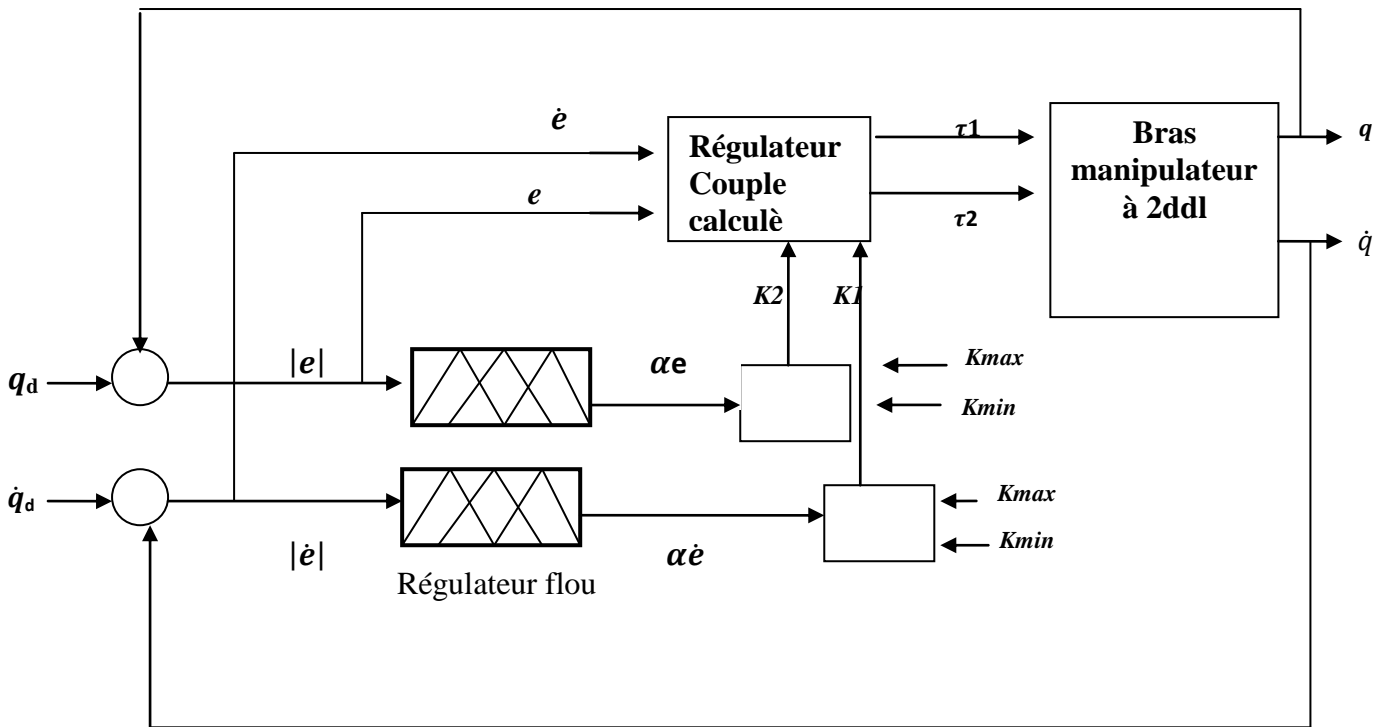 ė
Régulateur
Couple
calculè
e
τ1
τ2
Bras
manipulateur
à 2ddl
q
q̇
K2
K1
|e|
αe
Kmax
Kmin
q_d
q̇_d
|ė|
αė
Kmax
Kmin
Régulateur flou